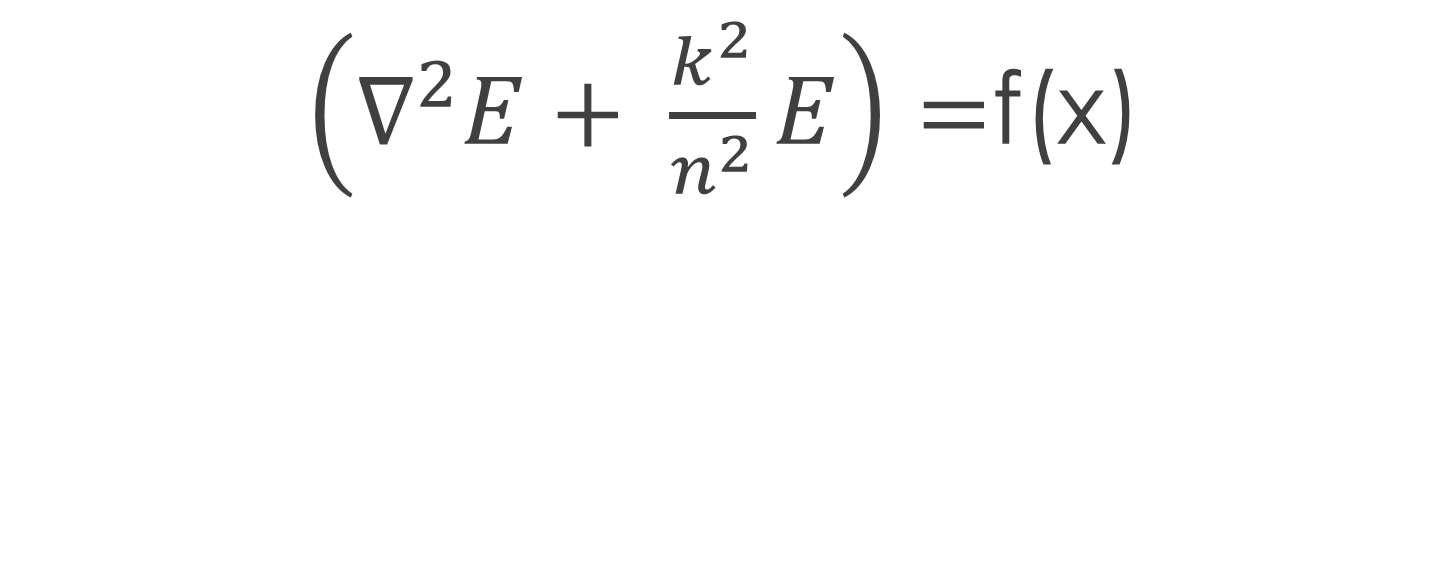 (∇²E + k²/n² E) =f(x)